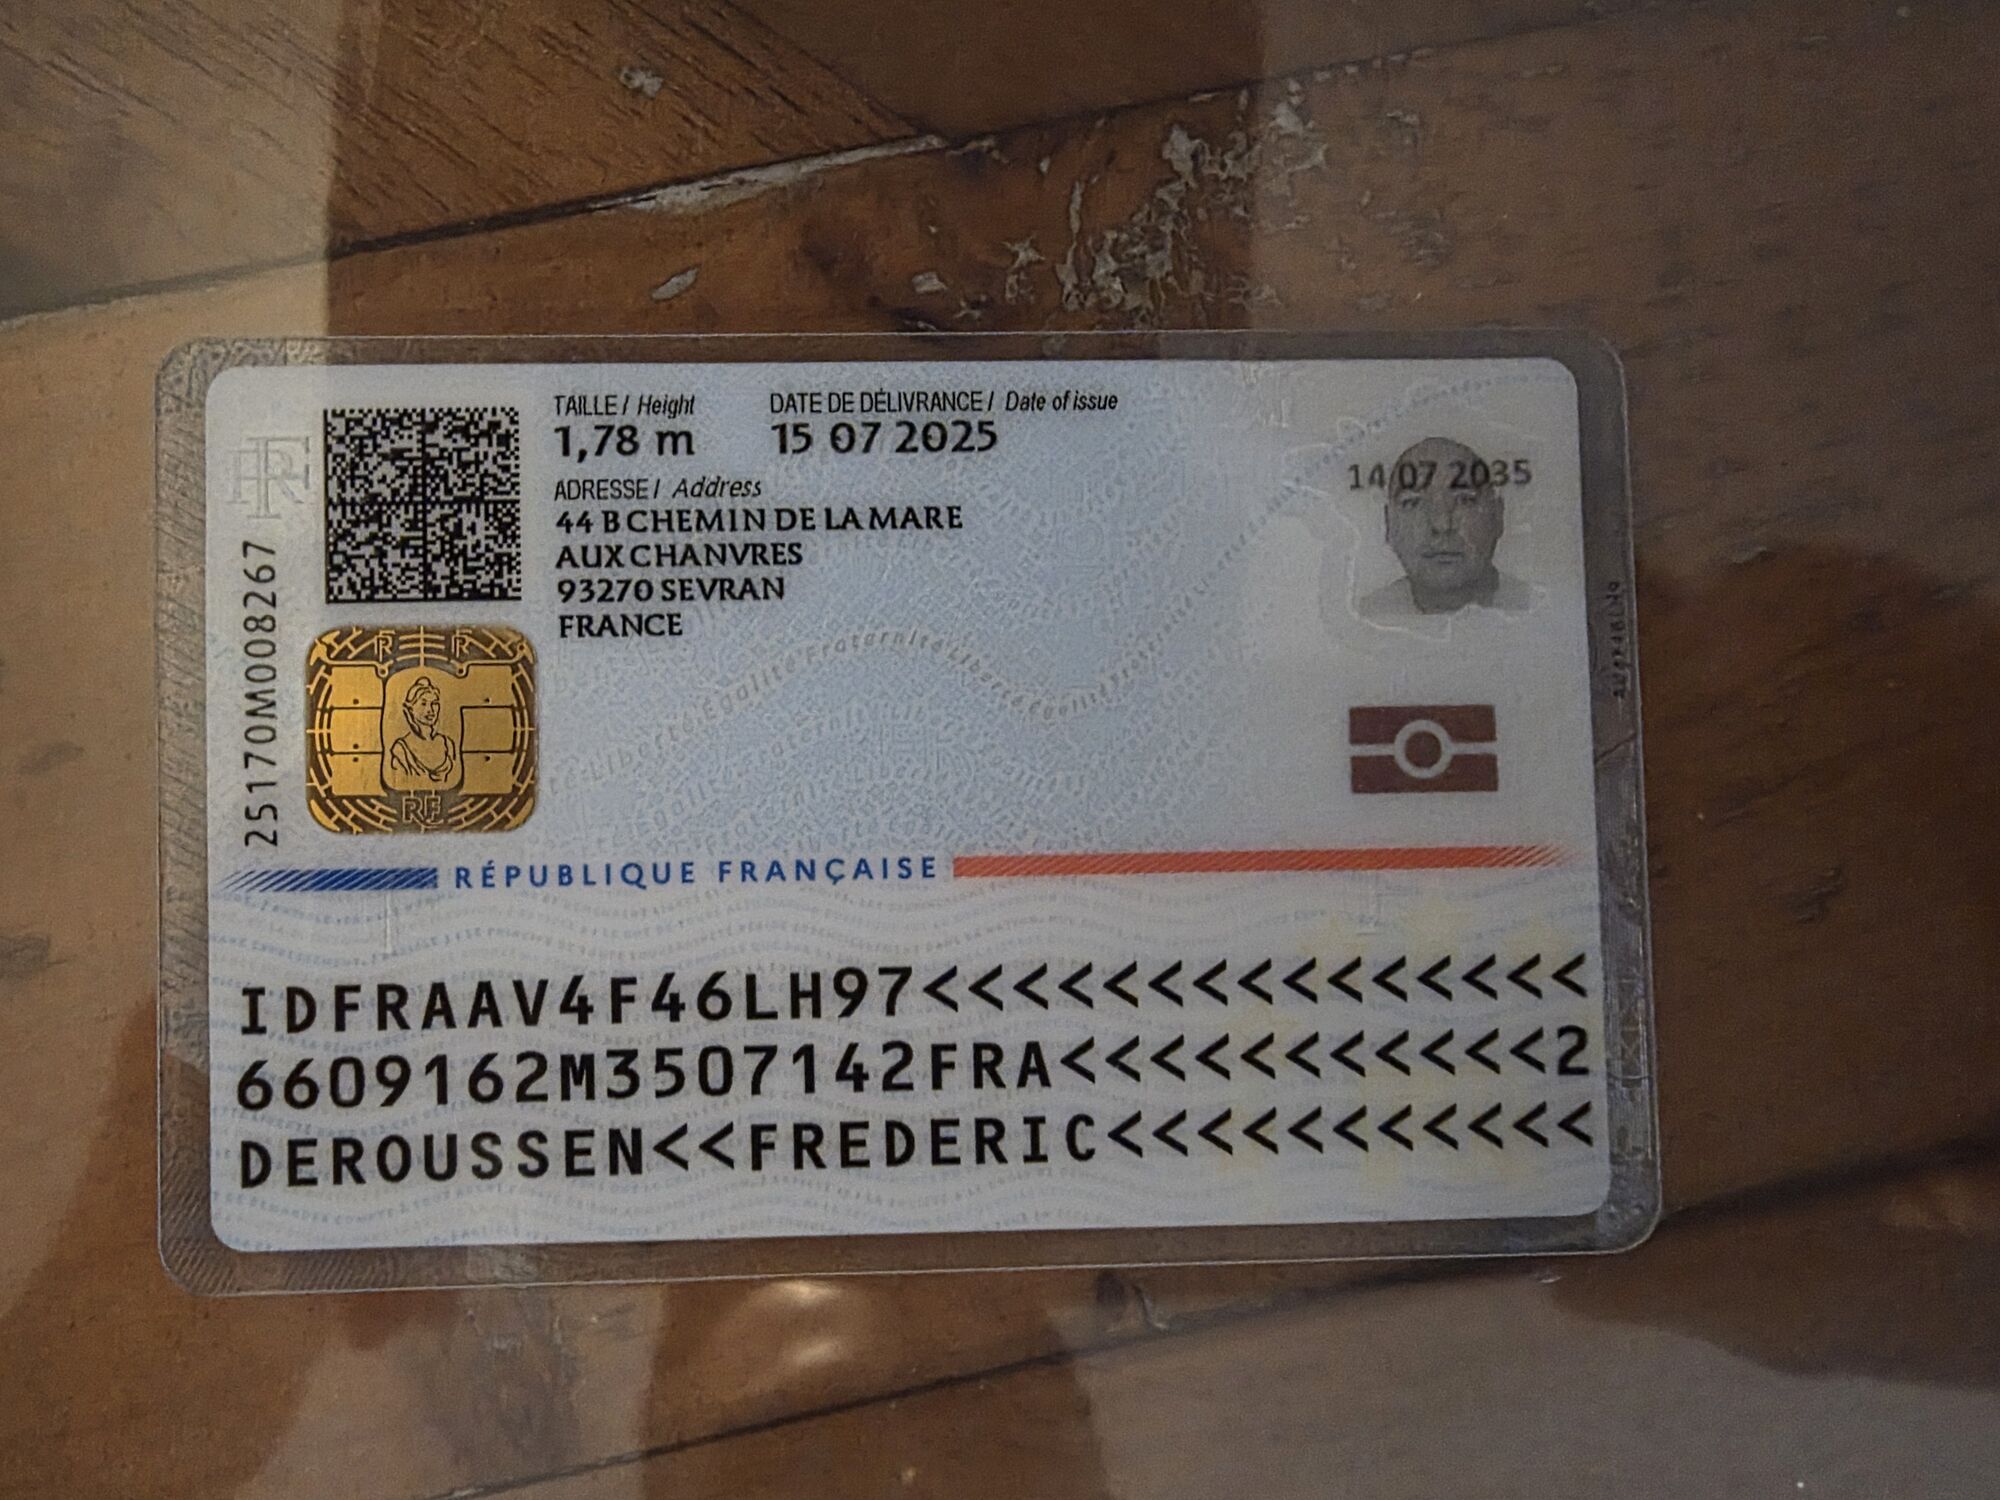 TAILLE / Height
1,78 m
DATE DE DÉLIVRANCE / Date of issue
15 07 2025
ADRESSE / Address
44 B CHEMIN DE LA MARE
AUX CHANVRES
93270 SEVRAN
FRANCE
14 07 2035
25170M008267
RF
RÉPUBLIQUE FRANÇAISE
IDFRAAV4F46LH97<<<<<<<<<<<<<<<
6609162M3507142FRA<<<<<<<<<<<2
DEROUSSEN<<FREDERIC<<<<<<<<<<<